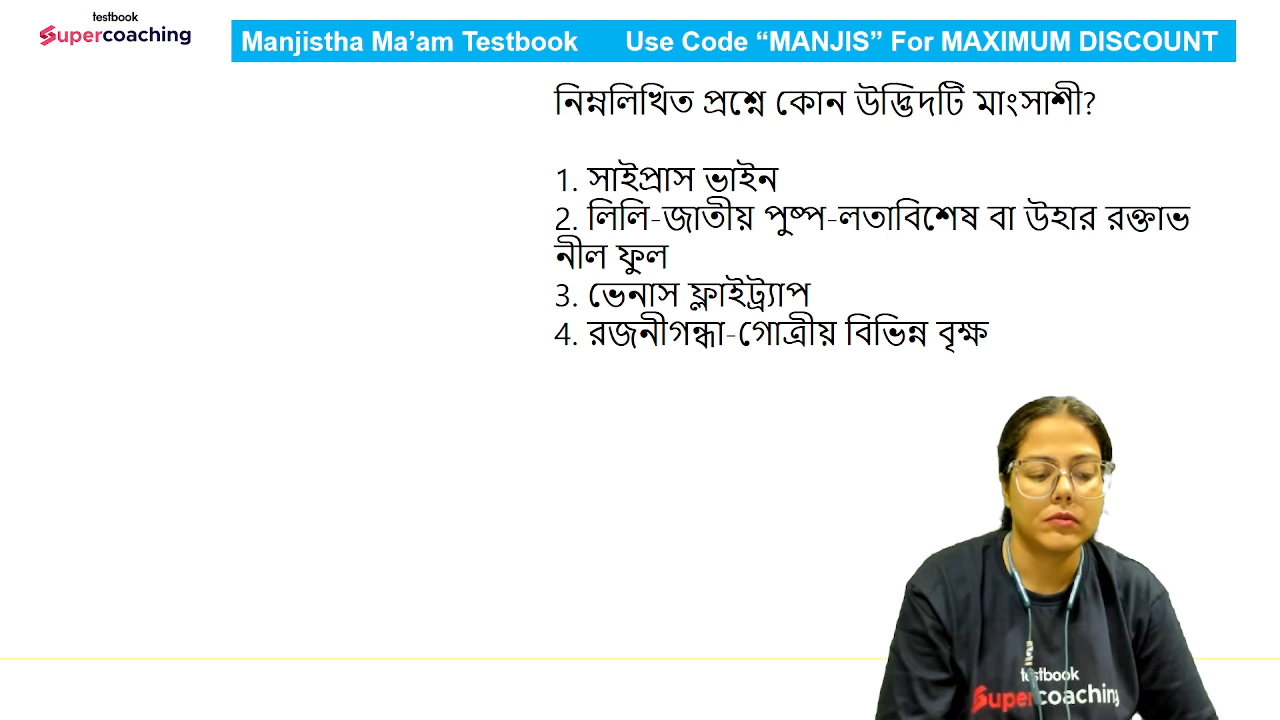 testbook
Supercoaching
Manjistha Ma’am Testbook Use Code “MANJIS” For MAXIMUM DISCOUNT
নিম্নলিখিত প্রশ্নে কোন উদ্ভিদটি মাংসাশী?
1. সাইপ্রাস ভাইন
2. লিলি-জাতীয় পুষ্প-লতাবিশেষ বা উহার রক্তাভ
নীল ফুল
3. ভেনাস ফ্লাইট্র্যাপ
4. রজনীগন্ধা-গোত্রীয় বিভিন্ন বৃক্ষ
testbook
Supercoaching